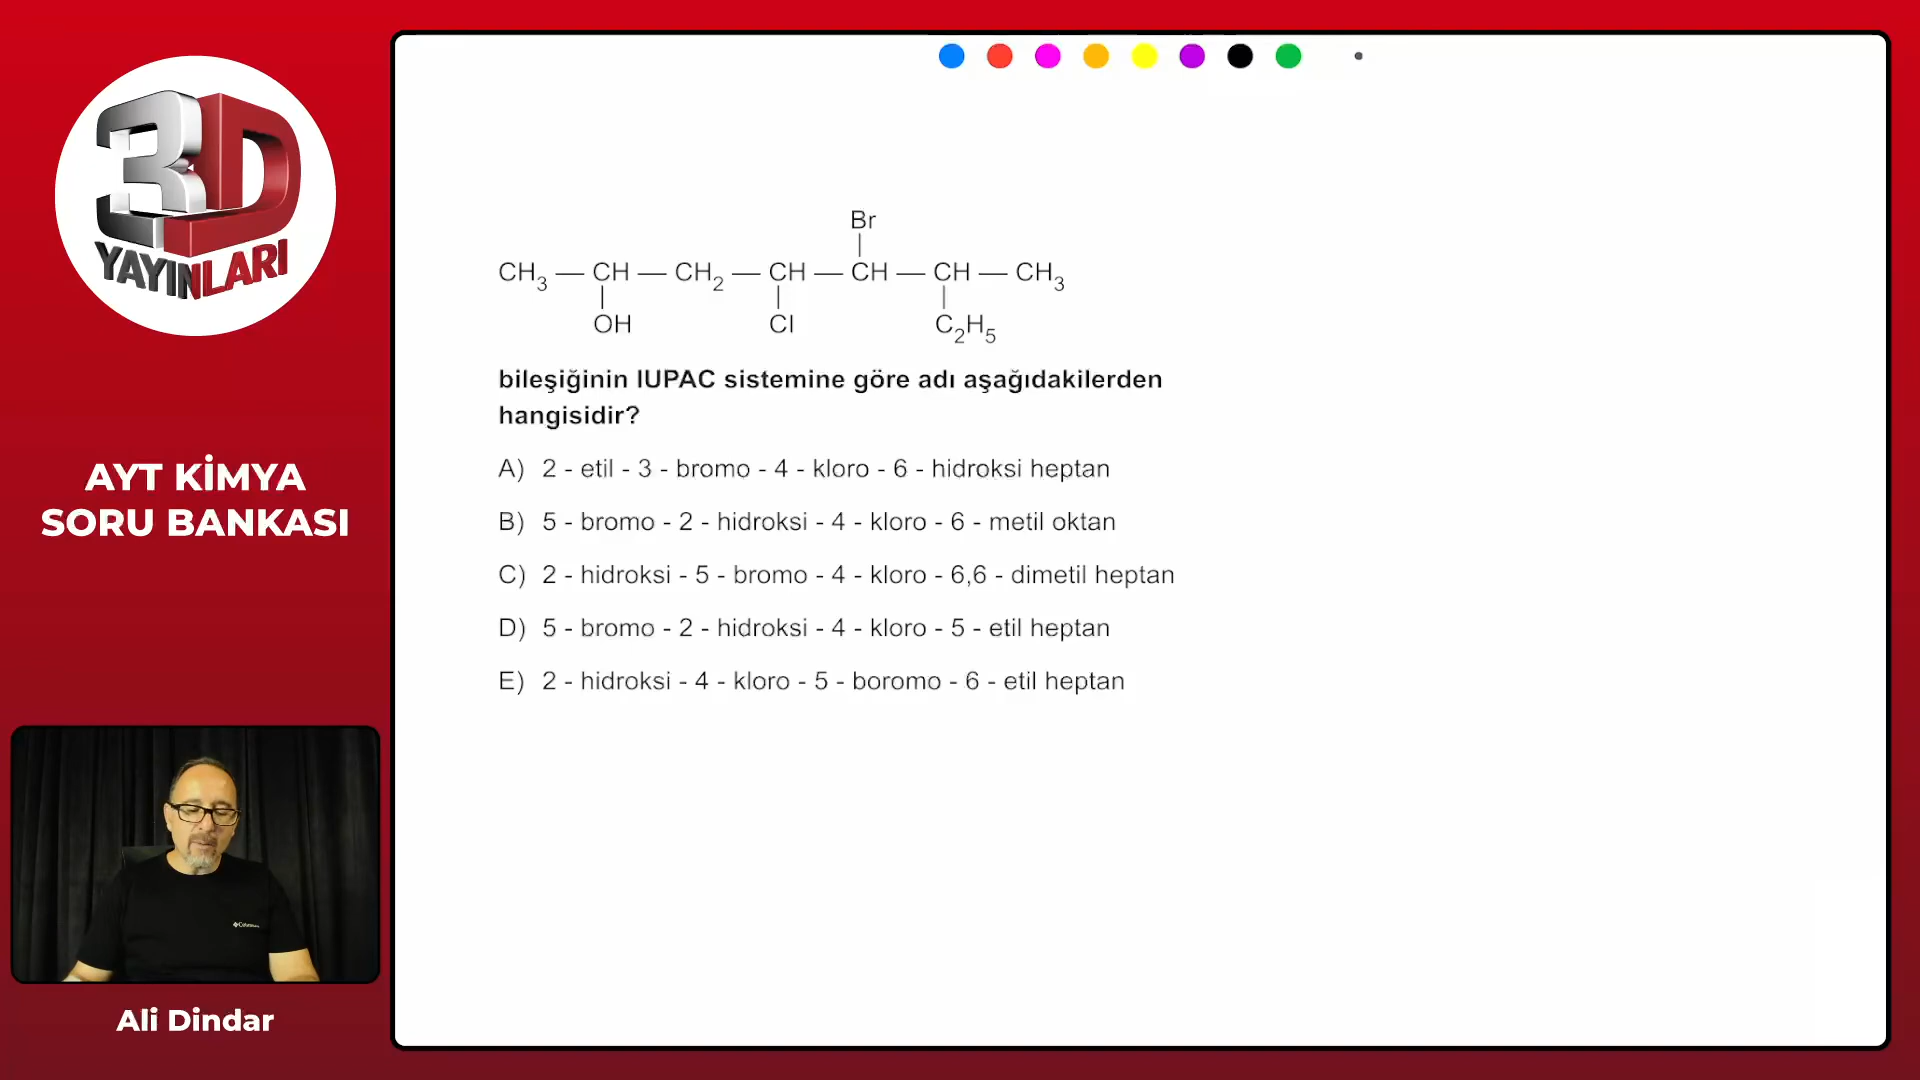 3D
YAYINLARI
AYT KİMYA
SORU BANKASI
Ali Dindar
Br
CH₃ — CH — CH₂ — CH — CH — CH — CH₃
OH Cl C₂H₅
bileşiğinin IUPAC sistemine göre adı aşağıdakilerden
hangisidir?
A) 2 - etil - 3 - bromo - 4 - kloro - 6 - hidroksi heptan
B) 5 - bromo - 2 - hidroksi - 4 - kloro - 6 - metil oktan
C) 2 - hidroksi - 5 - bromo - 4 - kloro - 6,6 - dimetil heptan
D) 5 - bromo - 2 - hidroksi - 4 - kloro - 5 - etil heptan
E) 2 - hidroksi - 4 - kloro - 5 - boromo - 6 - etil heptan